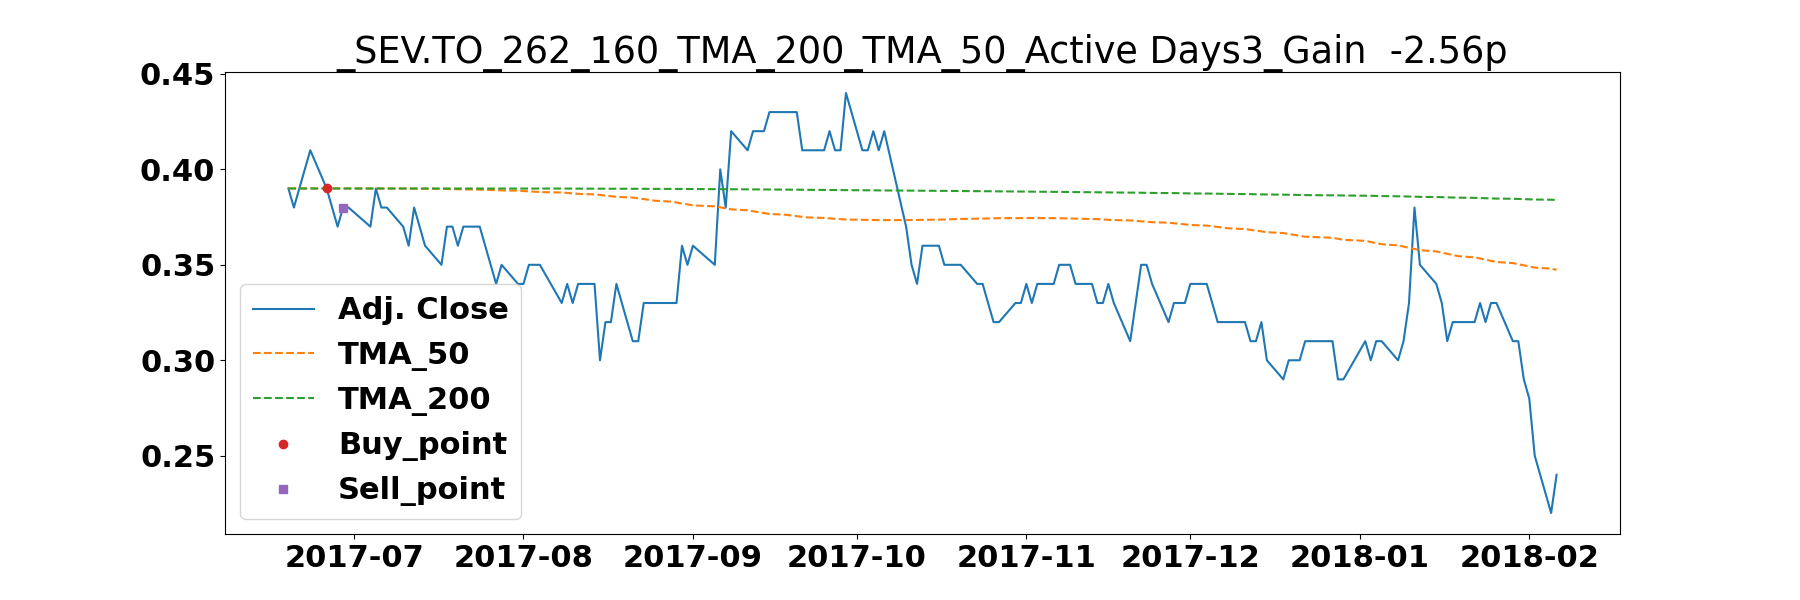 _SEV.TO_262_160_TMA_200_TMA_50_Active Days3_Gain  -2.56p
0.45
0.40
0.35
0.30
0.25
Adj. Close
TMA_50
TMA_200
Buy_point
Sell_point
2017-07 2017-08 2017-09 2017-10 2017-11 2017-12 2018-01 2018-02